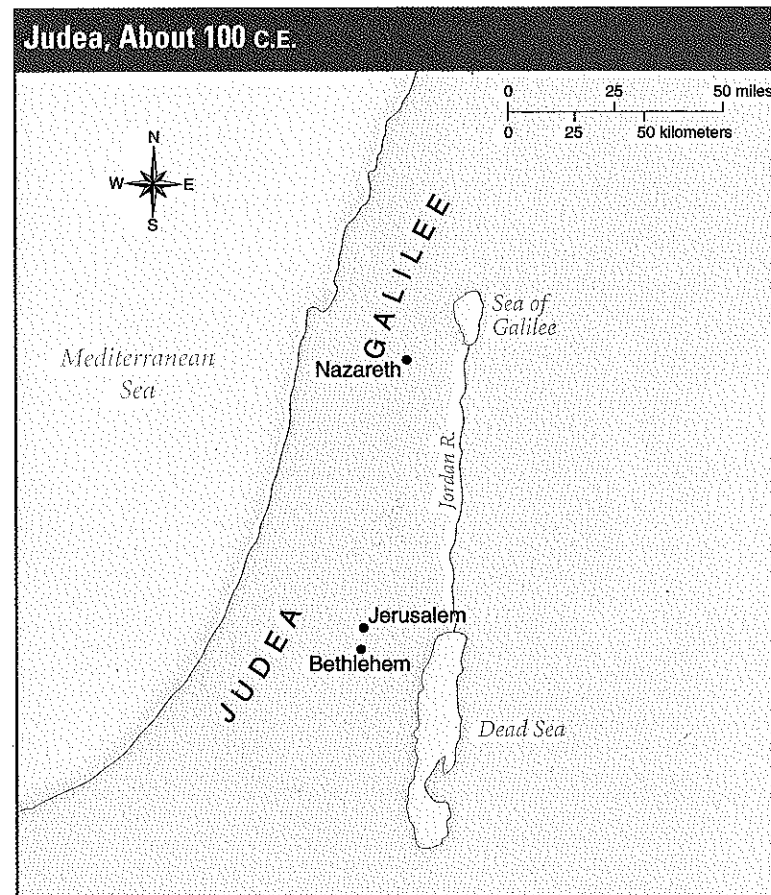 Judea, About 100 C.E.
0 25 50 miles
0 25 50 kilometers
N
W E
S
GALILEE
Sea of
Galilee
Mediterranean
Sea
Nazareth
Jordan R.
JUDEA
Jerusalem
Bethlehem
Dead Sea